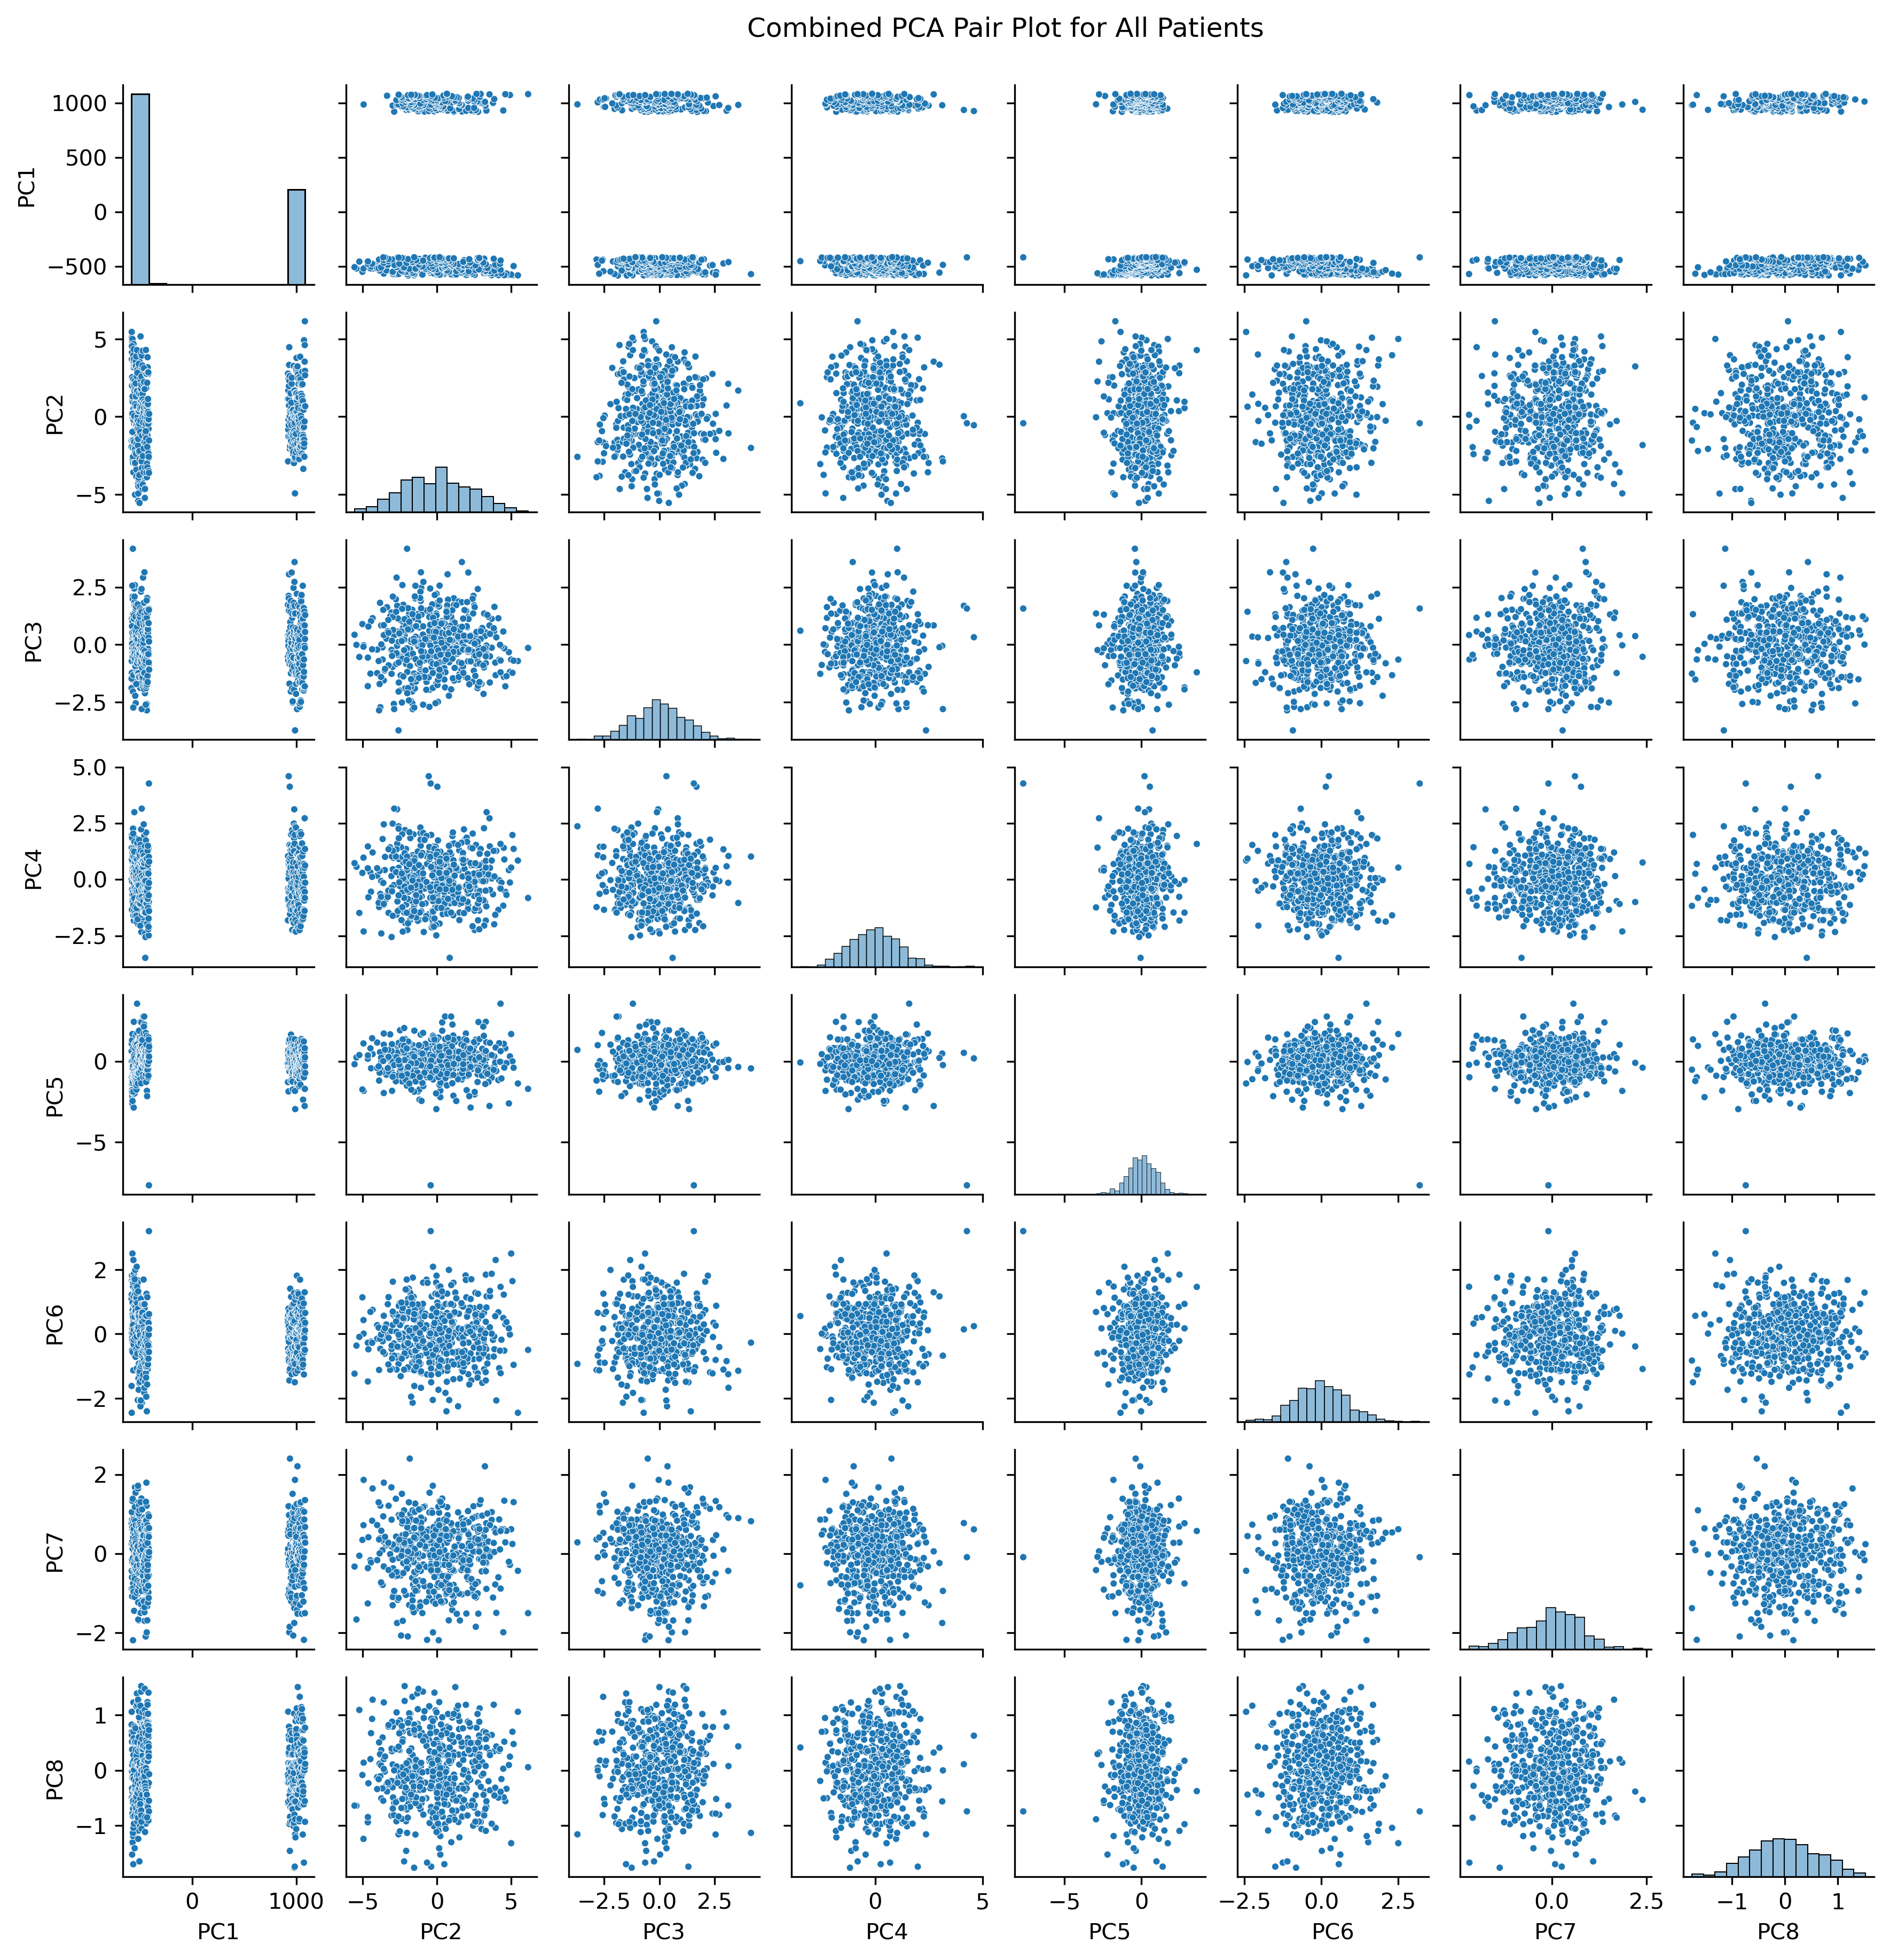 Combined PCA Pair Plot for All Patients
1000
500
0
−500
PC1
5
0
−5
PC2
2.5
0.0
−2.5
PC3
5.0
2.5
0.0
−2.5
PC4
0
−5
PC5
2
0
−2
PC6
2
0
−2
PC7
1
0
−1
PC8
0 1000 −5 0 5 −2.5 0.0 2.5 0 5 −5 0 −2.5 0.0 2.5 0.0 2.5 −1 0 1
PC1 PC2 PC3 PC4 PC5 PC6 PC7 PC8